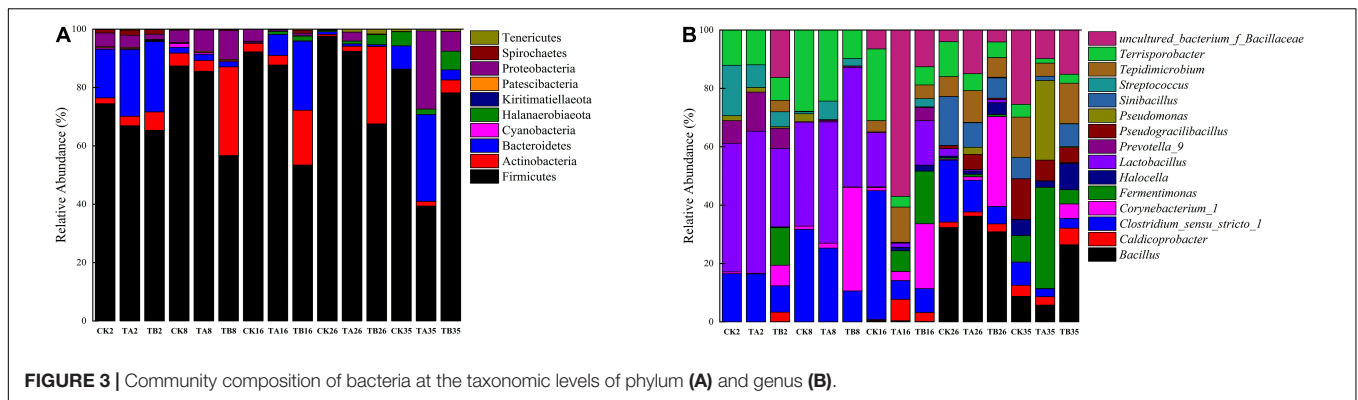 A
Relative Abundance (%)
100
80
60
40
20
0
CK2 TA2 TB2 CK8 TA8 TB8 CK16 TA16 TB16 CK26 TA26 TB26 CK35 TA35 TB35
Tenericutes
Spirochaetes
Proteobacteria
Patescibacteria
Kiritimatiellaeota
Halanaerobiaeota
Cyanobacteria
Bacteroidetes
Actinobacteria
Firmicutes
B
Relative Abundance (%)
100
80
60
40
20
0
CK2 TA2 TB2 CK8 TA8 TB8 CK16 TA16 TB16 CK26 TA26 TB26 CK35 TA35 TB35
uncultured_bacterium_f_Bacillaceae
Terrisporobacter
Tepidimicrobium
Streptococcus
Sinibacillus
Pseudomonas
Pseudogracilibacillus
Prevotella_9
Lactobacillus
Halocella
Fermentimonas
Corynebacterium_1
Clostridium_sensu_stricto_1
Caldicoprobacter
Bacillus
FIGURE 3 | Community composition of bacteria at the taxonomic levels of phylum (A) and genus (B).